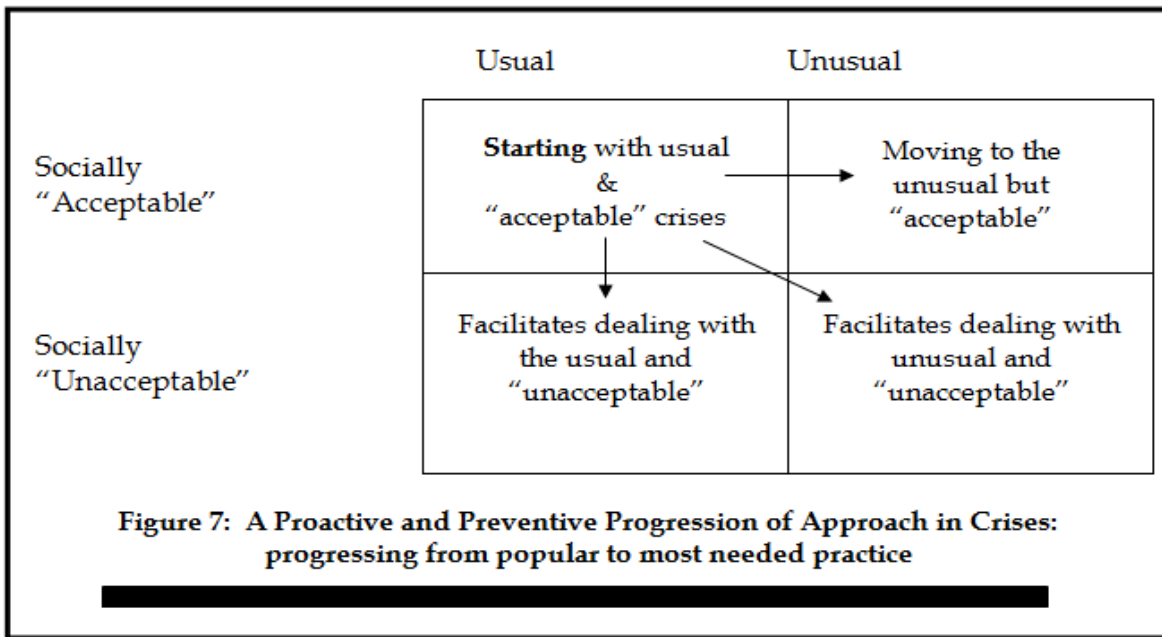 Usual
Unusual
Socially
“Acceptable”
Starting with usual
&
“acceptable” crises
Moving to the
unusual but
“acceptable”
Socially
“Unacceptable”
Facilitates dealing with
the usual and
“unacceptable”
Facilitates dealing with
unusual and
“unacceptable”
Figure 7: A Proactive and Preventive Progression of Approach in Crises:
progressing from popular to most needed practice